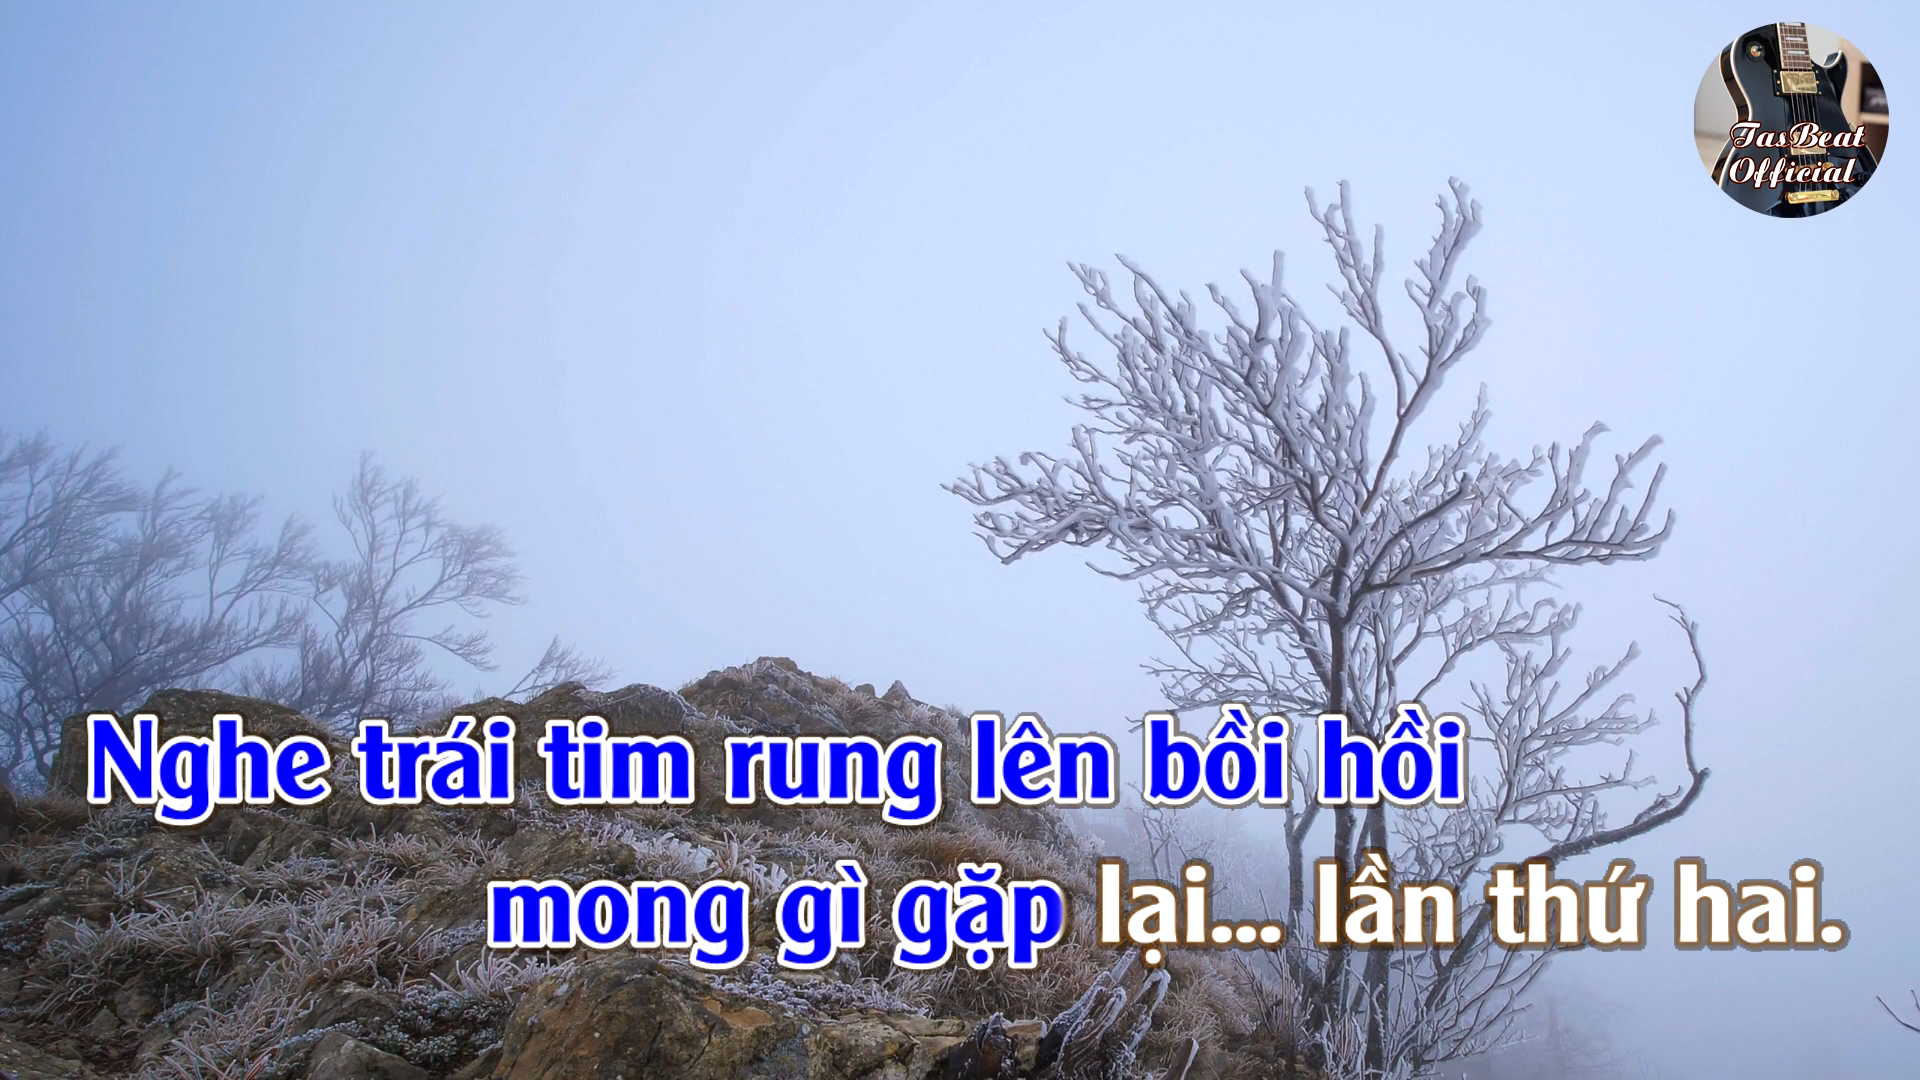 TasBeat
Official
Nghe trái tim rung lên bồi hồi
mong gì gặp lại... lần thứ hai.